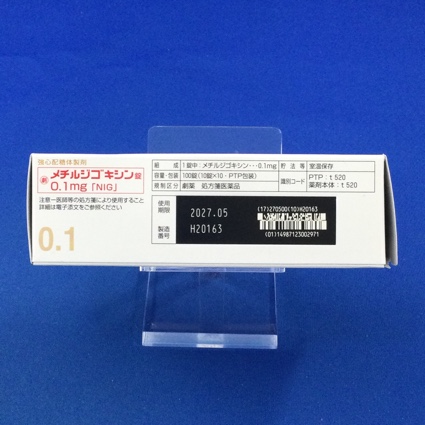 強心配糖体製剤
劇 メチルジゴキシン錠
0.1mg「NIG」
注意―医師等の処方箋により使用すること
詳細は電子添文をご参照ください
0.1
組成 1錠中:メチルジゴキシン･･･0.1mg 貯法等 室温保存
容量・包装 100錠(10錠×10・PTP包装) 識別コード PTP:t 520
規制区分 劇薬 処方箋医薬品 薬剤本体:t 520
使用期限 2027.05
製造番号 H20163
(17)270500(10)H20163
(01)14987123002971